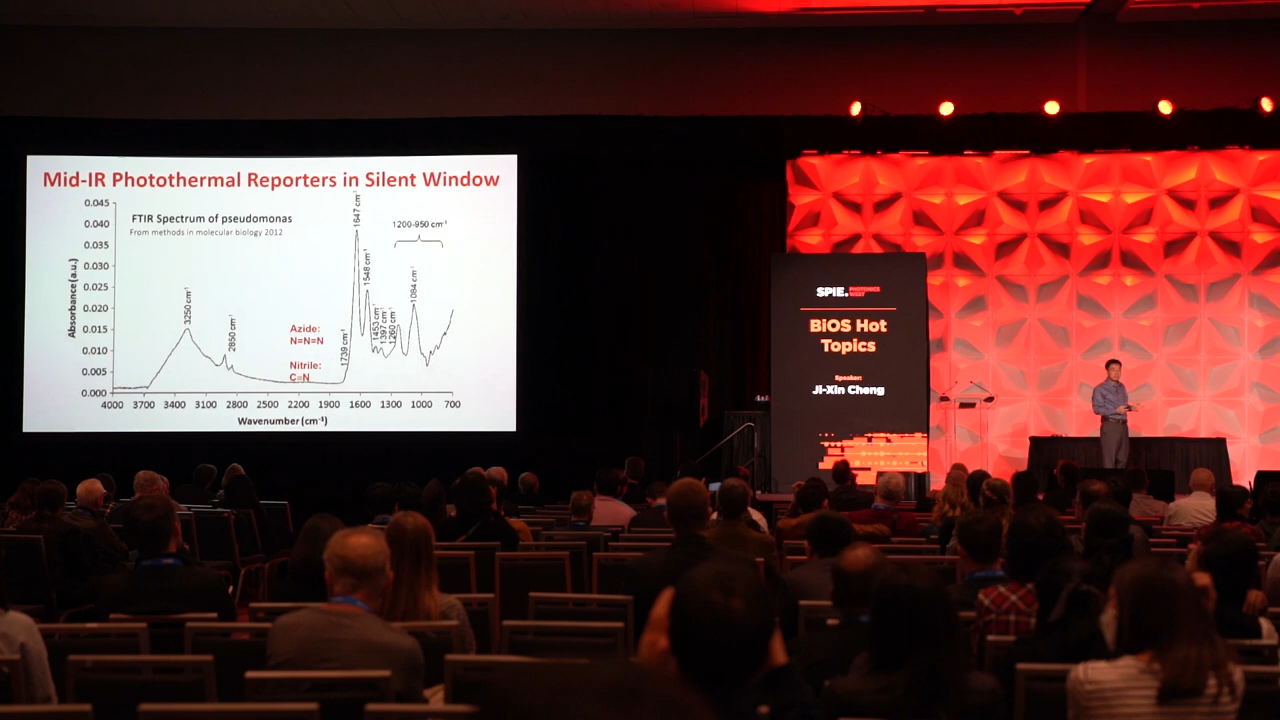 Mid-IR Photothermal Reporters in Silent Window
FTIR Spectrum of pseudomonas
From methods in molecular biology 2012
1200-950 cm⁻¹
Absorbance (a.u.)
0.045
0.040
0.035
0.030
0.025
0.020
0.015
0.010
0.005
0.000
3250 cm⁻¹
2850 cm⁻¹
1739 cm⁻¹
1647 cm⁻¹
1548 cm⁻¹
1453 cm⁻¹
1397 cm⁻¹
1260 cm⁻¹
1084 cm⁻¹
Azide:
N=N=N
Nitrile:
C≡N
4000 3700 3400 3100 2800 2500 2200 1900 1600 1300 1000 700
Wavenumber (cm⁻¹)
SPIE. PHOTONICS WEST
BiOS Hot
Topics
Speaker:
Ji-Xin Cheng